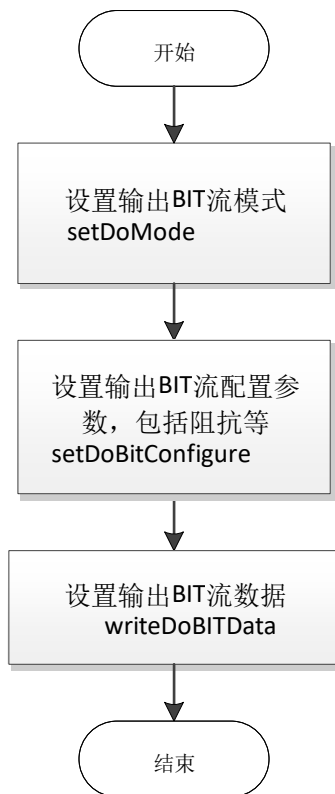 开始
设置输出BIT流模式
setDoMode
设置输出BIT流配置参
数，包括阻抗等
setDoBitConfigure
设置输出BIT流数据
writeDoBITData
结束